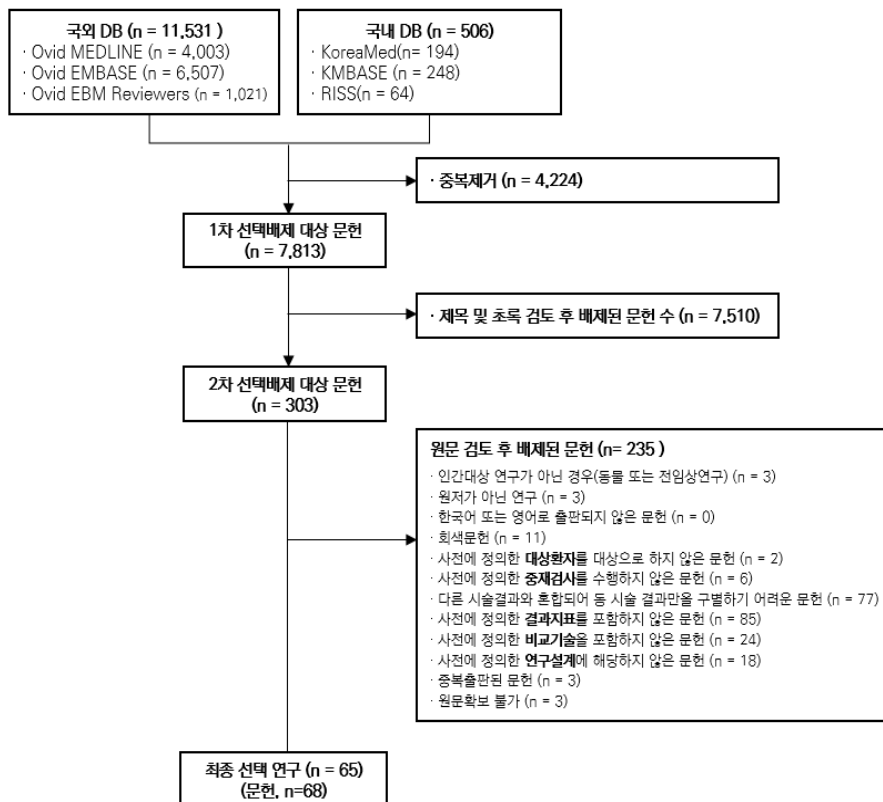 국외 DB (n = 11,531 )
· Ovid MEDLINE (n = 4,003)
· Ovid EMBASE (n = 6,507)
· Ovid EBM Reviewers (n = 1,021)
국내 DB (n = 506)
· KoreaMed(n= 194)
· KMBASE (n = 248)
· RISS(n = 64)
· 중복제거 (n = 4,224)
1차 선택배제 대상 문헌
(n = 7,813)
· 제목 및 초록 검토 후 배제된 문헌 수 (n = 7,510)
2차 선택배제 대상 문헌
(n = 303)
원문 검토 후 배제된 문헌 (n= 235 )
· 인간대상 연구가 아닌 경우(동물 또는 전임상연구) (n = 3)
· 원저가 아닌 연구 (n = 3)
· 한국어 또는 영어로 출판되지 않은 문헌 (n = 0)
· 회색문헌 (n = 11)
· 사전에 정의한 대상환자를 대상으로 하지 않은 문헌 (n = 2)
· 사전에 정의한 중재검사를 수행하지 않은 문헌 (n = 6)
· 다른 시술결과와 혼합되어 동 시술 결과만을 구별하기 어려운 문헌 (n = 77)
· 사전에 정의한 결과지표를 포함하지 않은 문헌 (n = 85)
· 사전에 정의한 비교기술을 포함하지 않은 문헌 (n = 24)
· 사전에 정의한 연구설계에 해당하지 않은 문헌 (n = 18)
· 중복출판된 문헌 (n = 3)
· 원문확보 불가 (n = 3)
최종 선택 연구 (n = 65)
(문헌, n=68)